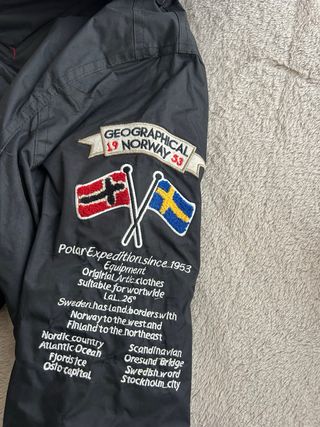 GEOGRAPHICAL
19 NORWAY 53
Polar Expedition since 1953
Equipment
Original Artic clothes
suitable for wortwide
Lal... 26°
Sweden has land borders with
Norway to the west and
Finland to the northeast
Nordic country
Atlantic Ocean
Fjords ice
Oslo capital
Scandinavian
Oresund Bridge
Swedish word
Stockholm city